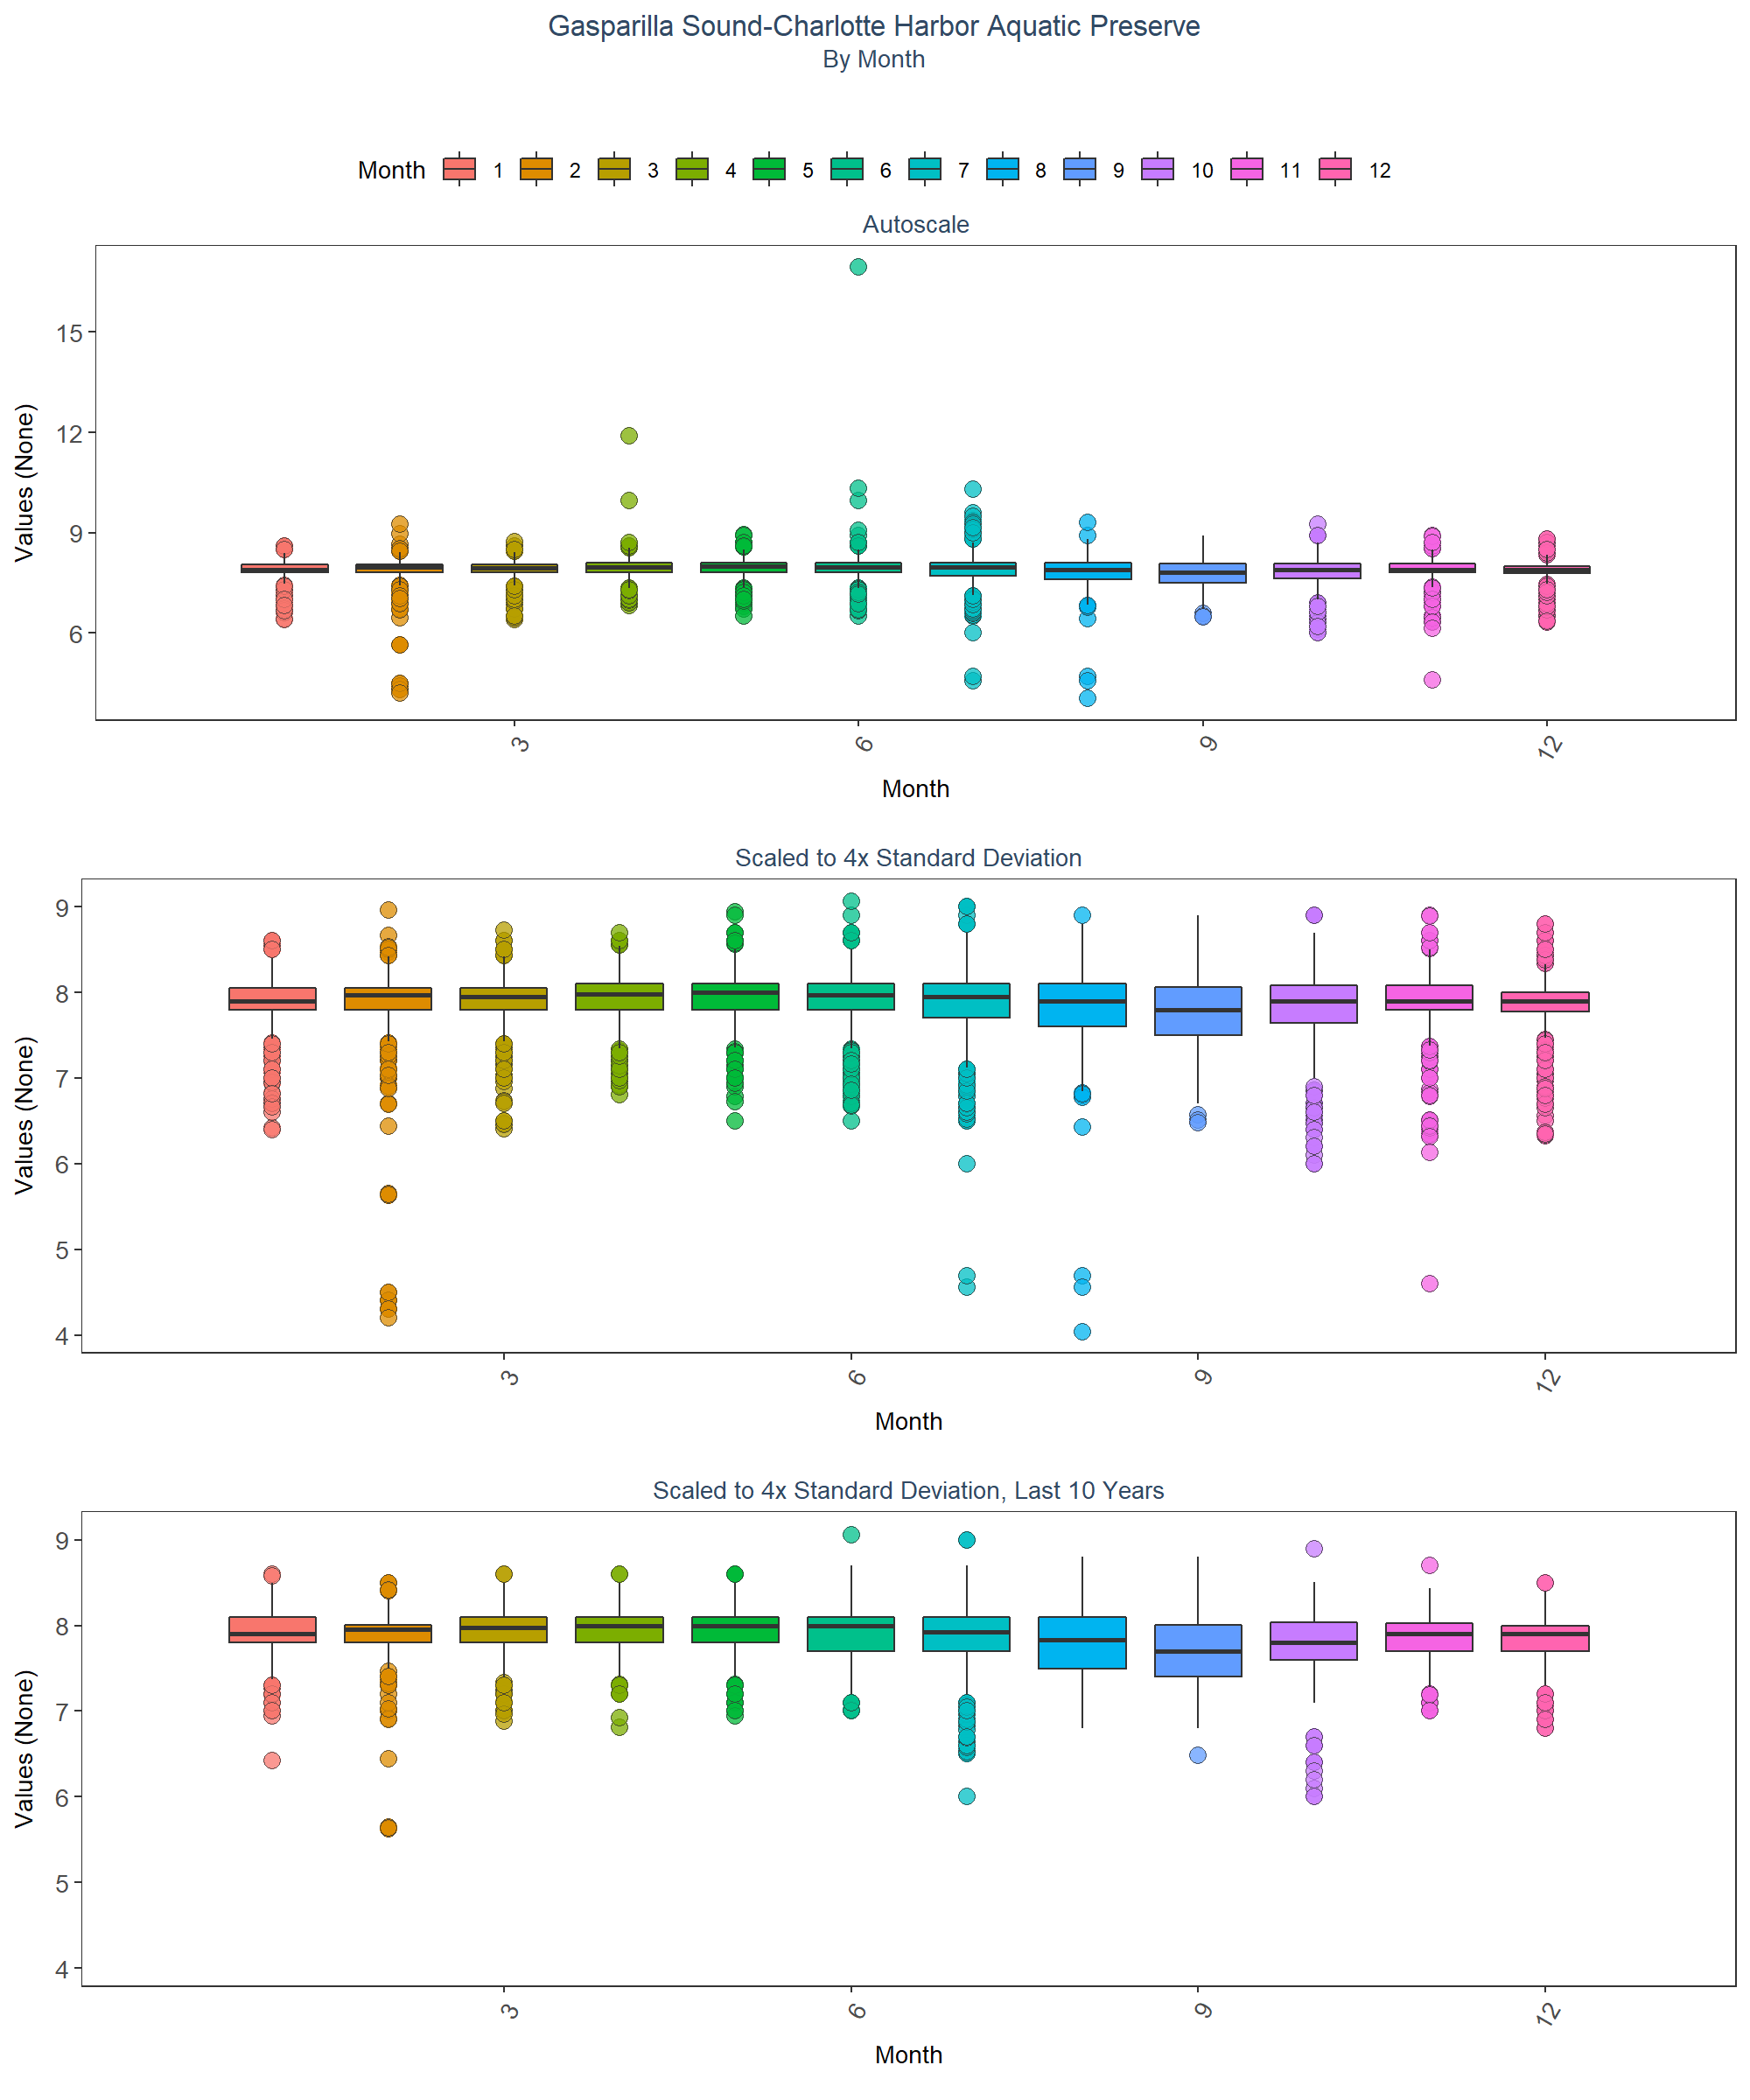 Gasparilla Sound-Charlotte Harbor Aquatic Preserve
By Month
Month 1 2 3 4 5 6 7 8 9 10 11 12
Autoscale
Values (None)
15
12
9
6
3 6 9 12
Month
Scaled to 4x Standard Deviation
Values (None)
9
8
7
6
5
4
3 6 9 12
Month
Scaled to 4x Standard Deviation, Last 10 Years
Values (None)
9
8
7
6
5
4
3 6 9 12
Month